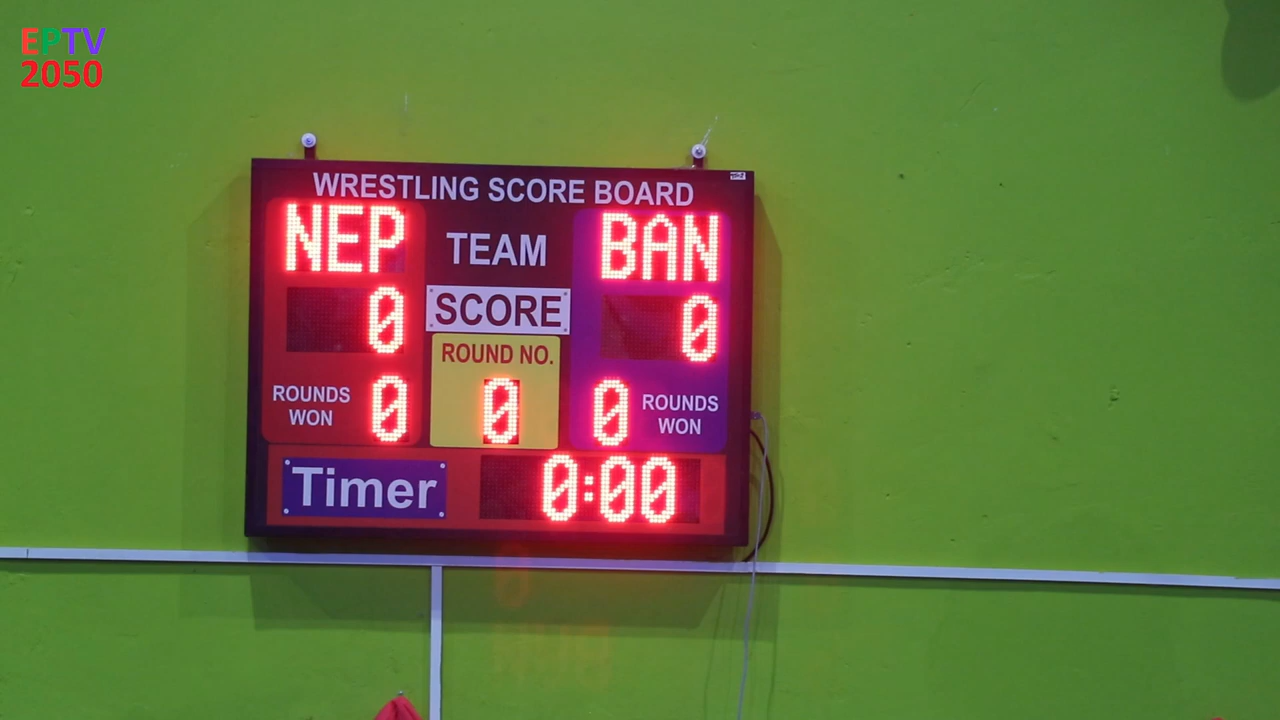 EPTV
2050
WRESTLING SCORE BOARD
NEP TEAM BAN
0 SCORE 0
ROUND NO.
ROUNDS WON 0 0 0 ROUNDS WON
Timer 0:00